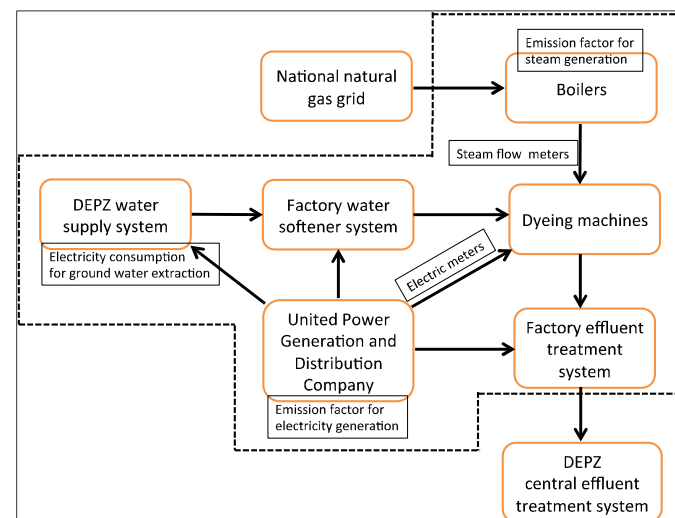 Emission factor for
steam generation
National natural
gas grid
Boilers
Steam flow meters
DEPZ water
supply system
Factory water
softener system
Dyeing machines
Electricity consumption
for ground water extraction
Electric meters
United Power
Generation and
Distribution
Company
Factory effluent
treatment
system
Emission factor for
electricity generation
DEPZ
central effluent
treatment system